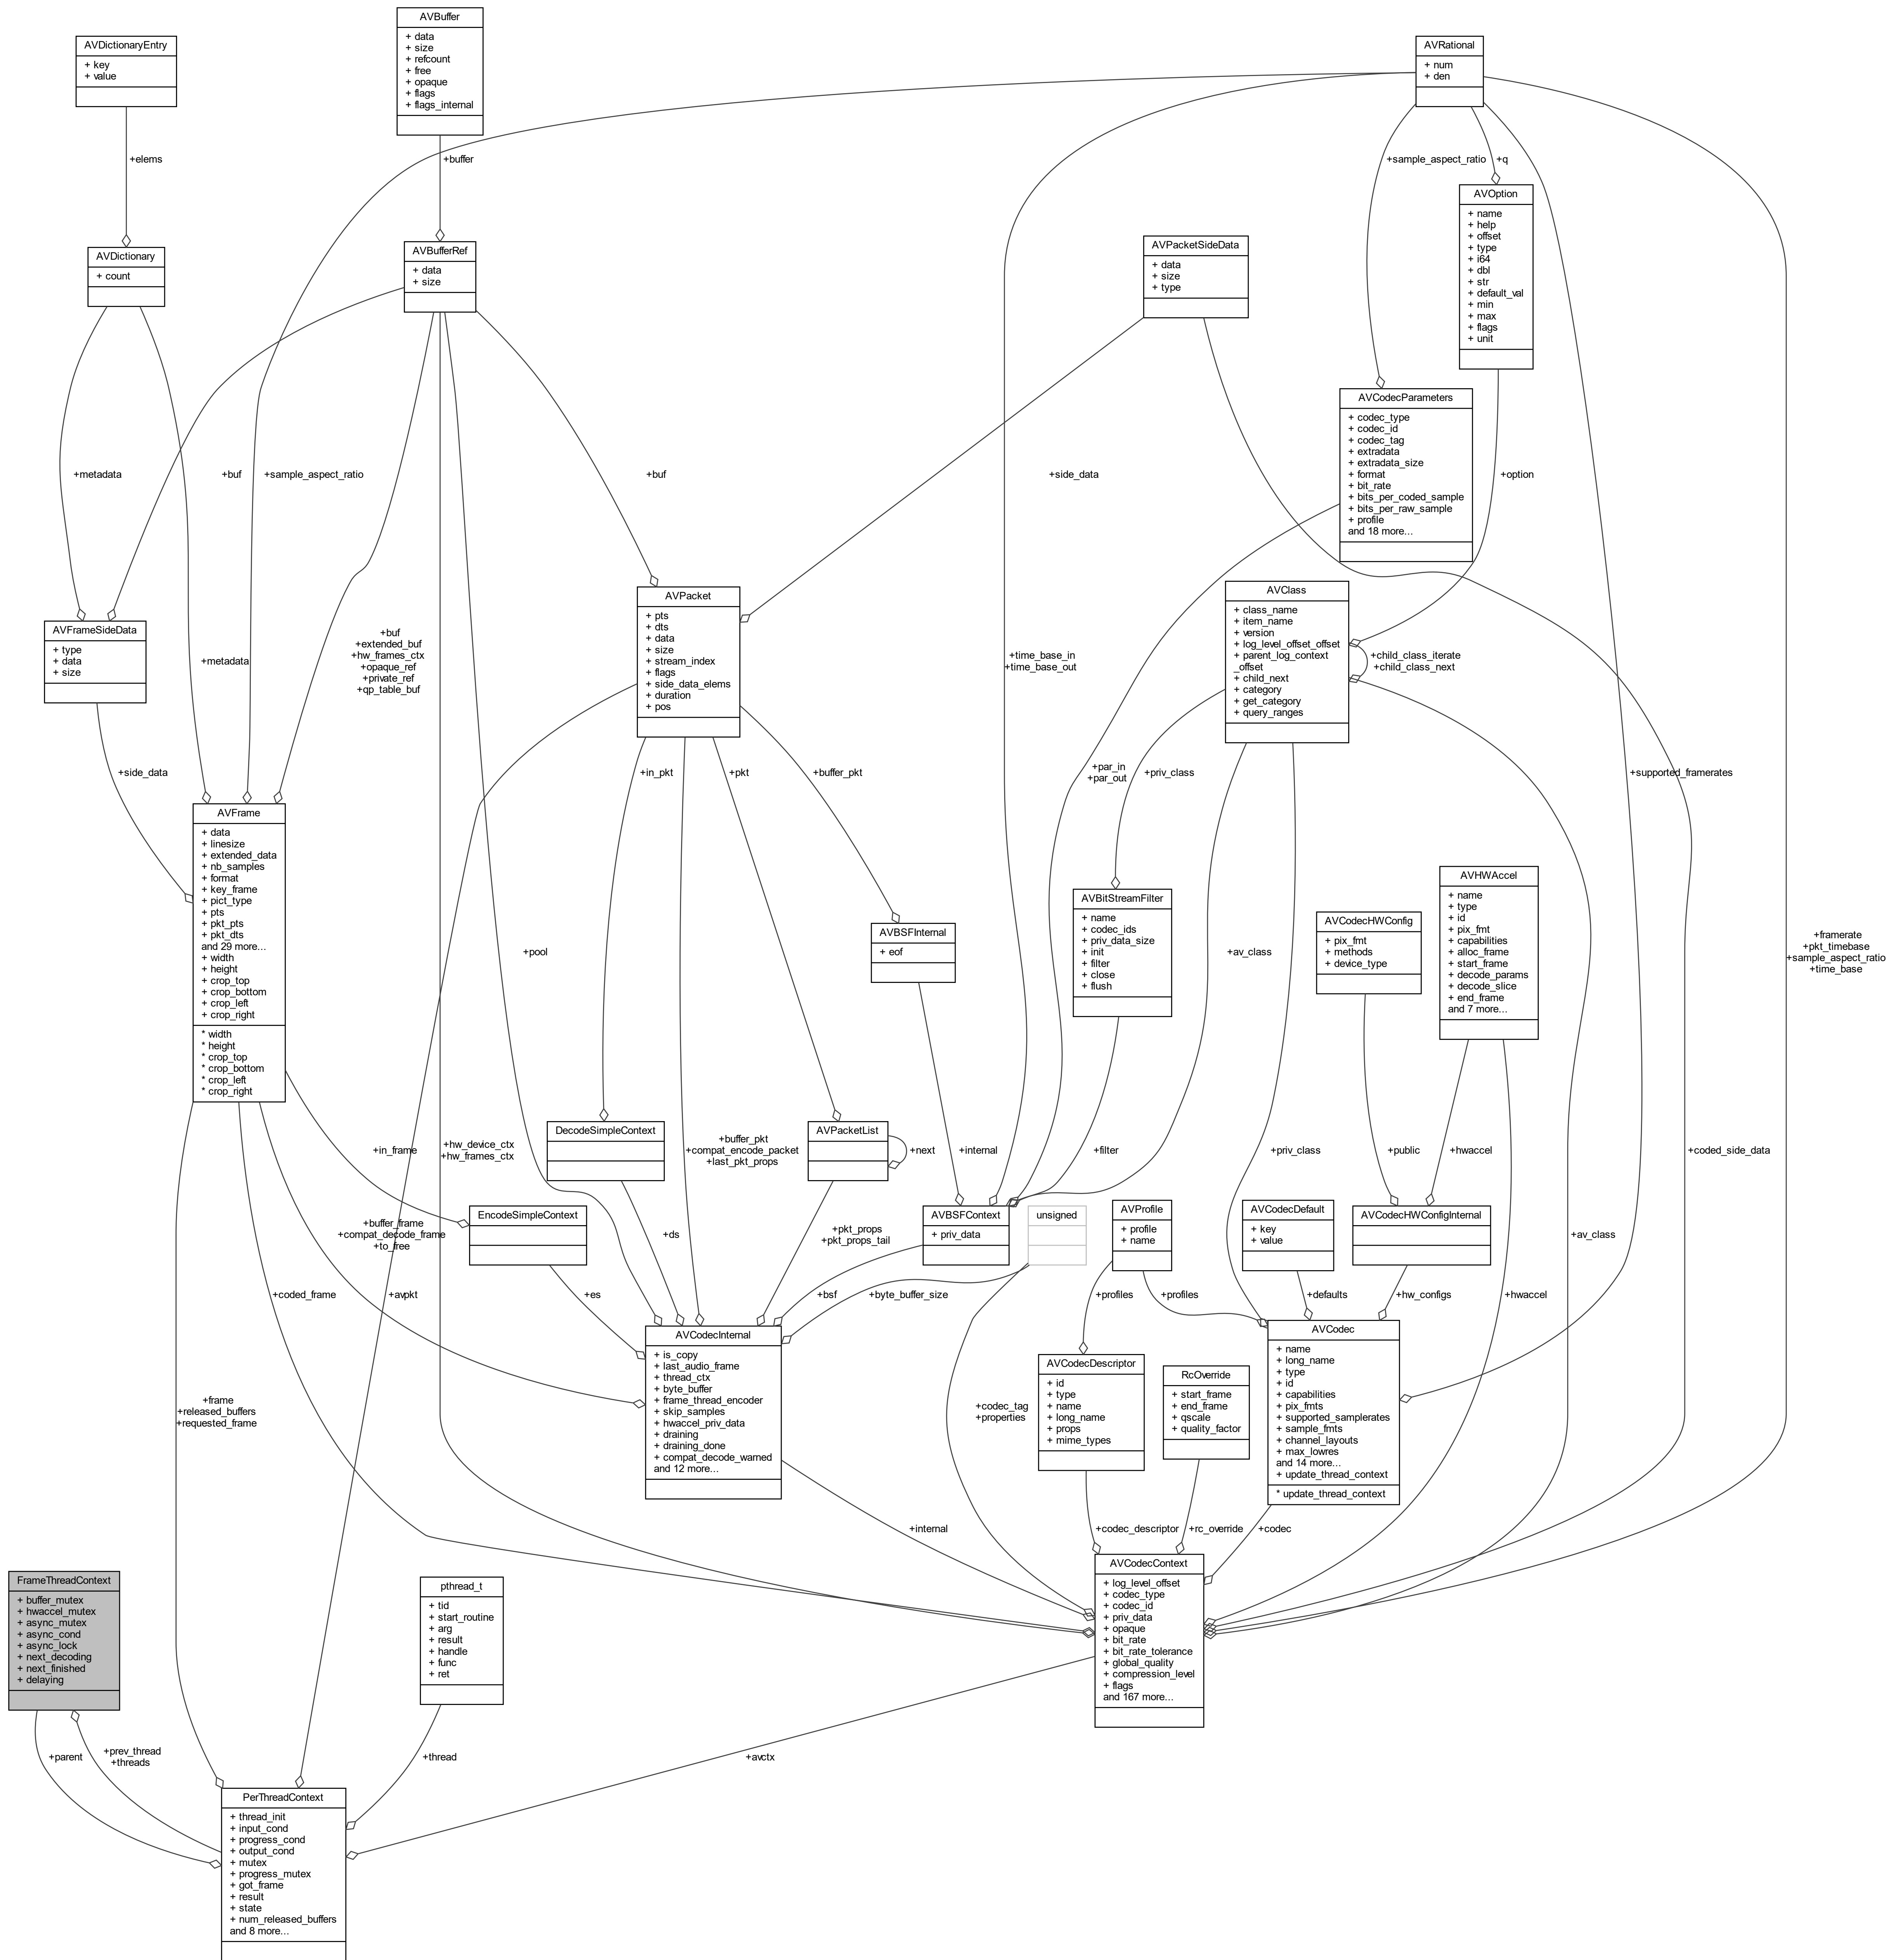 AVBuffer
+ data
+ size
+ refcount
+ free
+ opaque
+ flags
+ flags_internal
AVDictionaryEntry
+ key
+ value
AVRational
+ num
+ den
+elems
+buffer
+sample_aspect_ratio
+q
AVOption
+ name
+ help
+ offset
+ type
+ i64
+ dbl
+ str
+ default_val
+ min
+ max
+ flags
+ unit
AVDictionary
+ count
AVBufferRef
+ data
+ size
AVPacketSideData
+ data
+ size
+ type
AVCodecParameters
+ codec_type
+ codec_id
+ codec_tag
+ extradata
+ extradata_size
+ format
+ bit_rate
+ bits_per_coded_sample
+ bits_per_raw_sample
+ profile
and 18 more...
+metadata
+buf
+sample_aspect_ratio
+buf
+side_data
+option
AVFrameSideData
+ type
+ data
+ size
+metadata
+buf
+extended_buf
+hw_frames_ctx
+opaque_ref
+private_ref
+qp_table_buf
AVPacket
+ pts
+ dts
+ data
+ size
+ stream_index
+ flags
+ side_data_elems
+ duration
+ pos
+time_base_in
+time_base_out
AVClass
+ class_name
+ item_name
+ version
+ log_level_offset_offset
+ parent_log_context
_offset
+ child_next
+ category
+ get_category
+ query_ranges
+child_class_iterate
+child_class_next
+side_data
+in_pkt
+pkt
+buffer_pkt
+par_in
+par_out
+priv_class
+supported_framerates
AVFrame
+ data
+ linesize
+ extended_data
+ nb_samples
+ format
+ key_frame
+ pict_type
+ pts
+ pkt_pts
+ pkt_dts
and 29 more...
+ width
+ height
+ crop_top
+ crop_bottom
+ crop_left
+ crop_right
* width
* height
* crop_top
* crop_bottom
* crop_left
* crop_right
+pool
AVBSFInternal
+ eof
AVBitStreamFilter
+ name
+ codec_ids
+ priv_data_size
+ init
+ filter
+ close
+ flush
+av_class
AVCodecHWConfig
+ pix_fmt
+ methods
+ device_type
AVHWAccel
+ name
+ type
+ id
+ pix_fmt
+ capabilities
+ alloc_frame
+ start_frame
+ decode_params
+ decode_slice
+ end_frame
and 7 more...
+framerate
+pkt_timebase
+sample_aspect_ratio
+time_base
+in_frame
+hw_device_ctx
+hw_frames_ctx
DecodeSimpleContext
+buffer_pkt
+compat_encode_packet
+last_pkt_props
AVPacketList
+next
+internal
+filter
+priv_class
+public
+hwaccel
+coded_side_data
+buffer_frame
+compat_decode_frame
+to_free
EncodeSimpleContext
+ds
+pkt_props
+pkt_props_tail
AVBSFContext
+ priv_data
unsigned
AVProfile
+ profile
+ name
AVCodecDefault
+ key
+ value
AVCodecHWConfigInternal
+av_class
+coded_frame
+avpkt
+es
+bsf
+byte_buffer_size
+profiles
+profiles
+defaults
+hw_configs
+hwaccel
+frame
+released_buffers
+requested_frame
AVCodecInternal
+ is_copy
+ last_audio_frame
+ thread_ctx
+ byte_buffer
+ frame_thread_encoder
+ skip_samples
+ hwaccel_priv_data
+ draining
+ draining_done
+ compat_decode_warned
and 12 more...
+codec_tag
+properties
AVCodecDescriptor
+ id
+ type
+ name
+ long_name
+ props
+ mime_types
RcOverride
+ start_frame
+ end_frame
+ qscale
+ quality_factor
AVCodec
+ name
+ long_name
+ type
+ id
+ capabilities
+ pix_fmts
+ supported_samplerates
+ sample_fmts
+ channel_layouts
+ max_lowres
and 14 more...
+ update_thread_context
* update_thread_context
+internal
+codec_descriptor
+rc_override
+codec
FrameThreadContext
+ buffer_mutex
+ hwaccel_mutex
+ async_mutex
+ async_cond
+ async_lock
+ next_decoding
+ next_finished
+ delaying
pthread_t
+ tid
+ start_routine
+ arg
+ result
+ handle
+ func
+ ret
AVCodecContext
+ log_level_offset
+ codec_type
+ codec_id
+ priv_data
+ opaque
+ bit_rate
+ bit_rate_tolerance
+ global_quality
+ compression_level
+ flags
and 167 more...
+parent
+prev_thread
+threads
+thread
+avctx
PerThreadContext
+ thread_init
+ input_cond
+ progress_cond
+ output_cond
+ mutex
+ progress_mutex
+ got_frame
+ result
+ state
+ num_released_buffers
and 8 more...